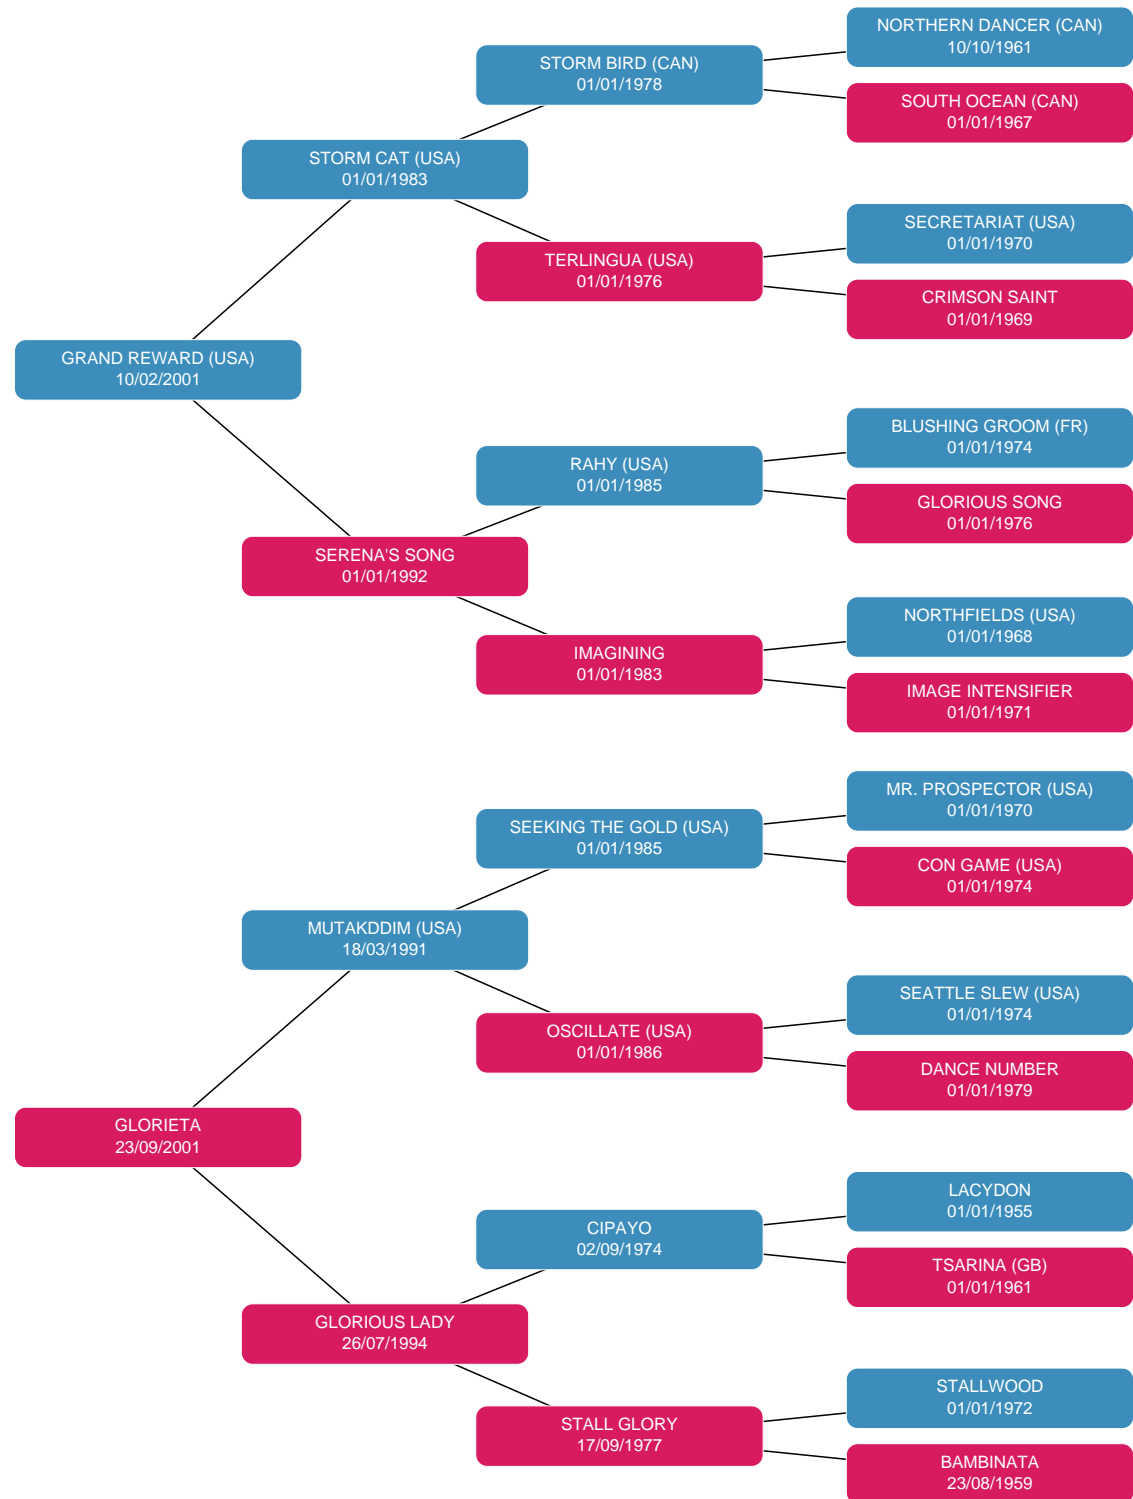 NORTHERN DANCER (CAN)
10/10/1961
STORM BIRD (CAN)
01/01/1978
SOUTH OCEAN (CAN)
01/01/1967
STORM CAT (USA)
01/01/1983
SECRETARIAT (USA)
01/01/1970
TERLINGUA (USA)
01/01/1976
CRIMSON SAINT
01/01/1969
GRAND REWARD (USA)
10/02/2001
BLUSHING GROOM (FR)
01/01/1974
RAHY (USA)
01/01/1985
GLORIOUS SONG
01/01/1976
SERENA'S SONG
01/01/1992
NORTHFIELDS (USA)
01/01/1968
IMAGINING
01/01/1983
IMAGE INTENSIFIER
01/01/1971
MR. PROSPECTOR (USA)
01/01/1970
SEEKING THE GOLD (USA)
01/01/1985
CON GAME (USA)
01/01/1974
MUTAKDDIM (USA)
18/03/1991
SEATTLE SLEW (USA)
01/01/1974
OSCILLATE (USA)
01/01/1986
DANCE NUMBER
01/01/1979
GLORIETA
23/09/2001
LACYDON
01/01/1955
CIPAYO
02/09/1974
TSARINA (GB)
01/01/1961
GLORIOUS LADY
26/07/1994
STALLWOOD
01/01/1972
STALL GLORY
17/09/1977
BAMBINATA
23/08/1959